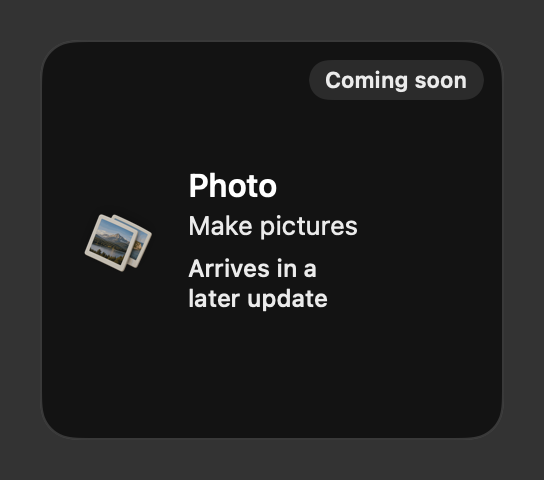 Coming soon
Photo
Make pictures
Arrives in a
later update